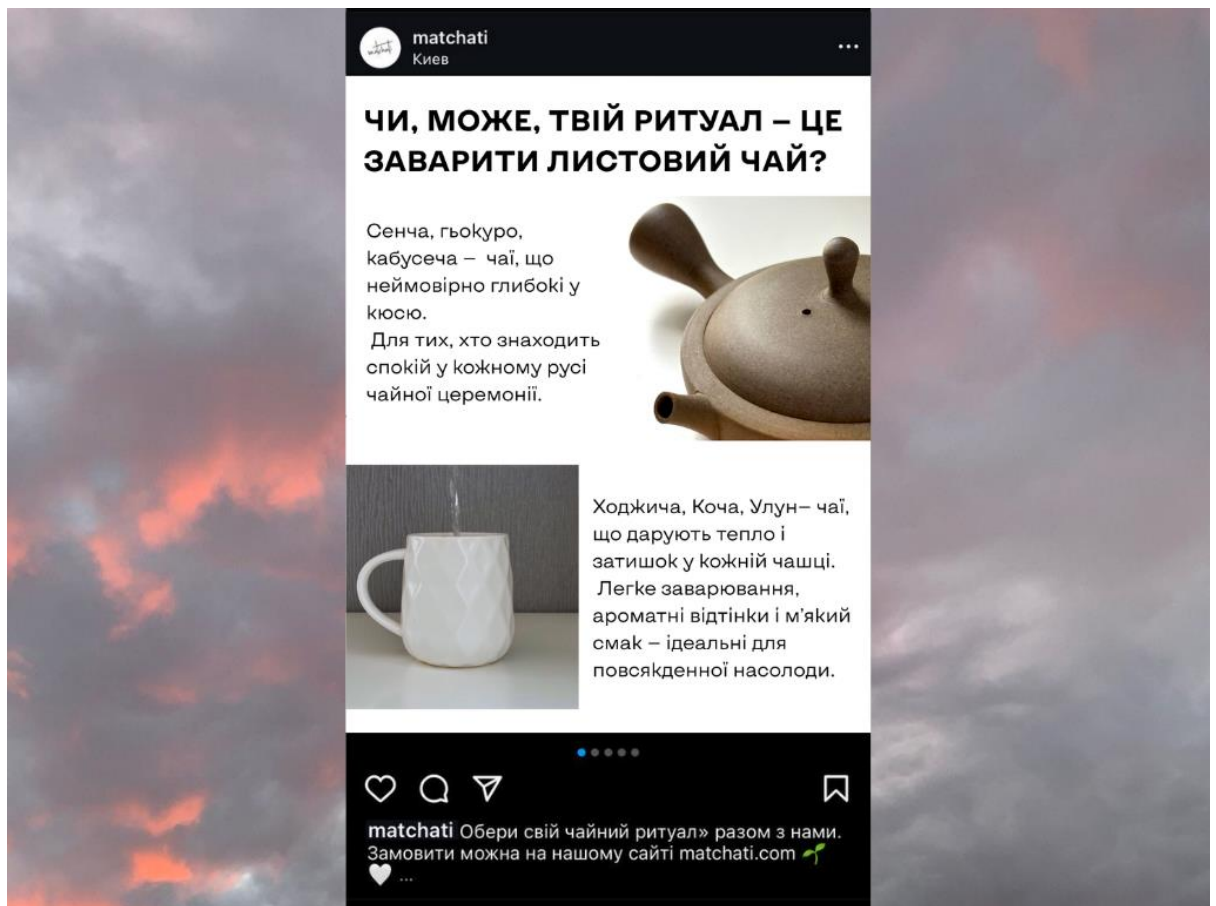 matchati
Киев
ЧИ, МОЖЕ, ТВІЙ РИТУАЛ – ЦЕ
ЗАВАРИТИ ЛИСТОВИЙ ЧАЙ?
Сенча, гьокуро,
кабусеча –  чаї, що
неймовірно глибокі у
кюсю.
Для тих, хто знаходить
спокій у кожному русі
чайної церемонії.
Ходжича, Коча, Улун– чаї,
що дарують тепло і
затишок у кожній чашці.
Легке заварювання,
ароматні відтінки і м'який
смак – ідеальні для
повсякденної насолоди.
matchati Обери свій чайний ритуал» разом з нами.
Замовити можна на нашому сайті matchati.com 🌱
🤍 ...